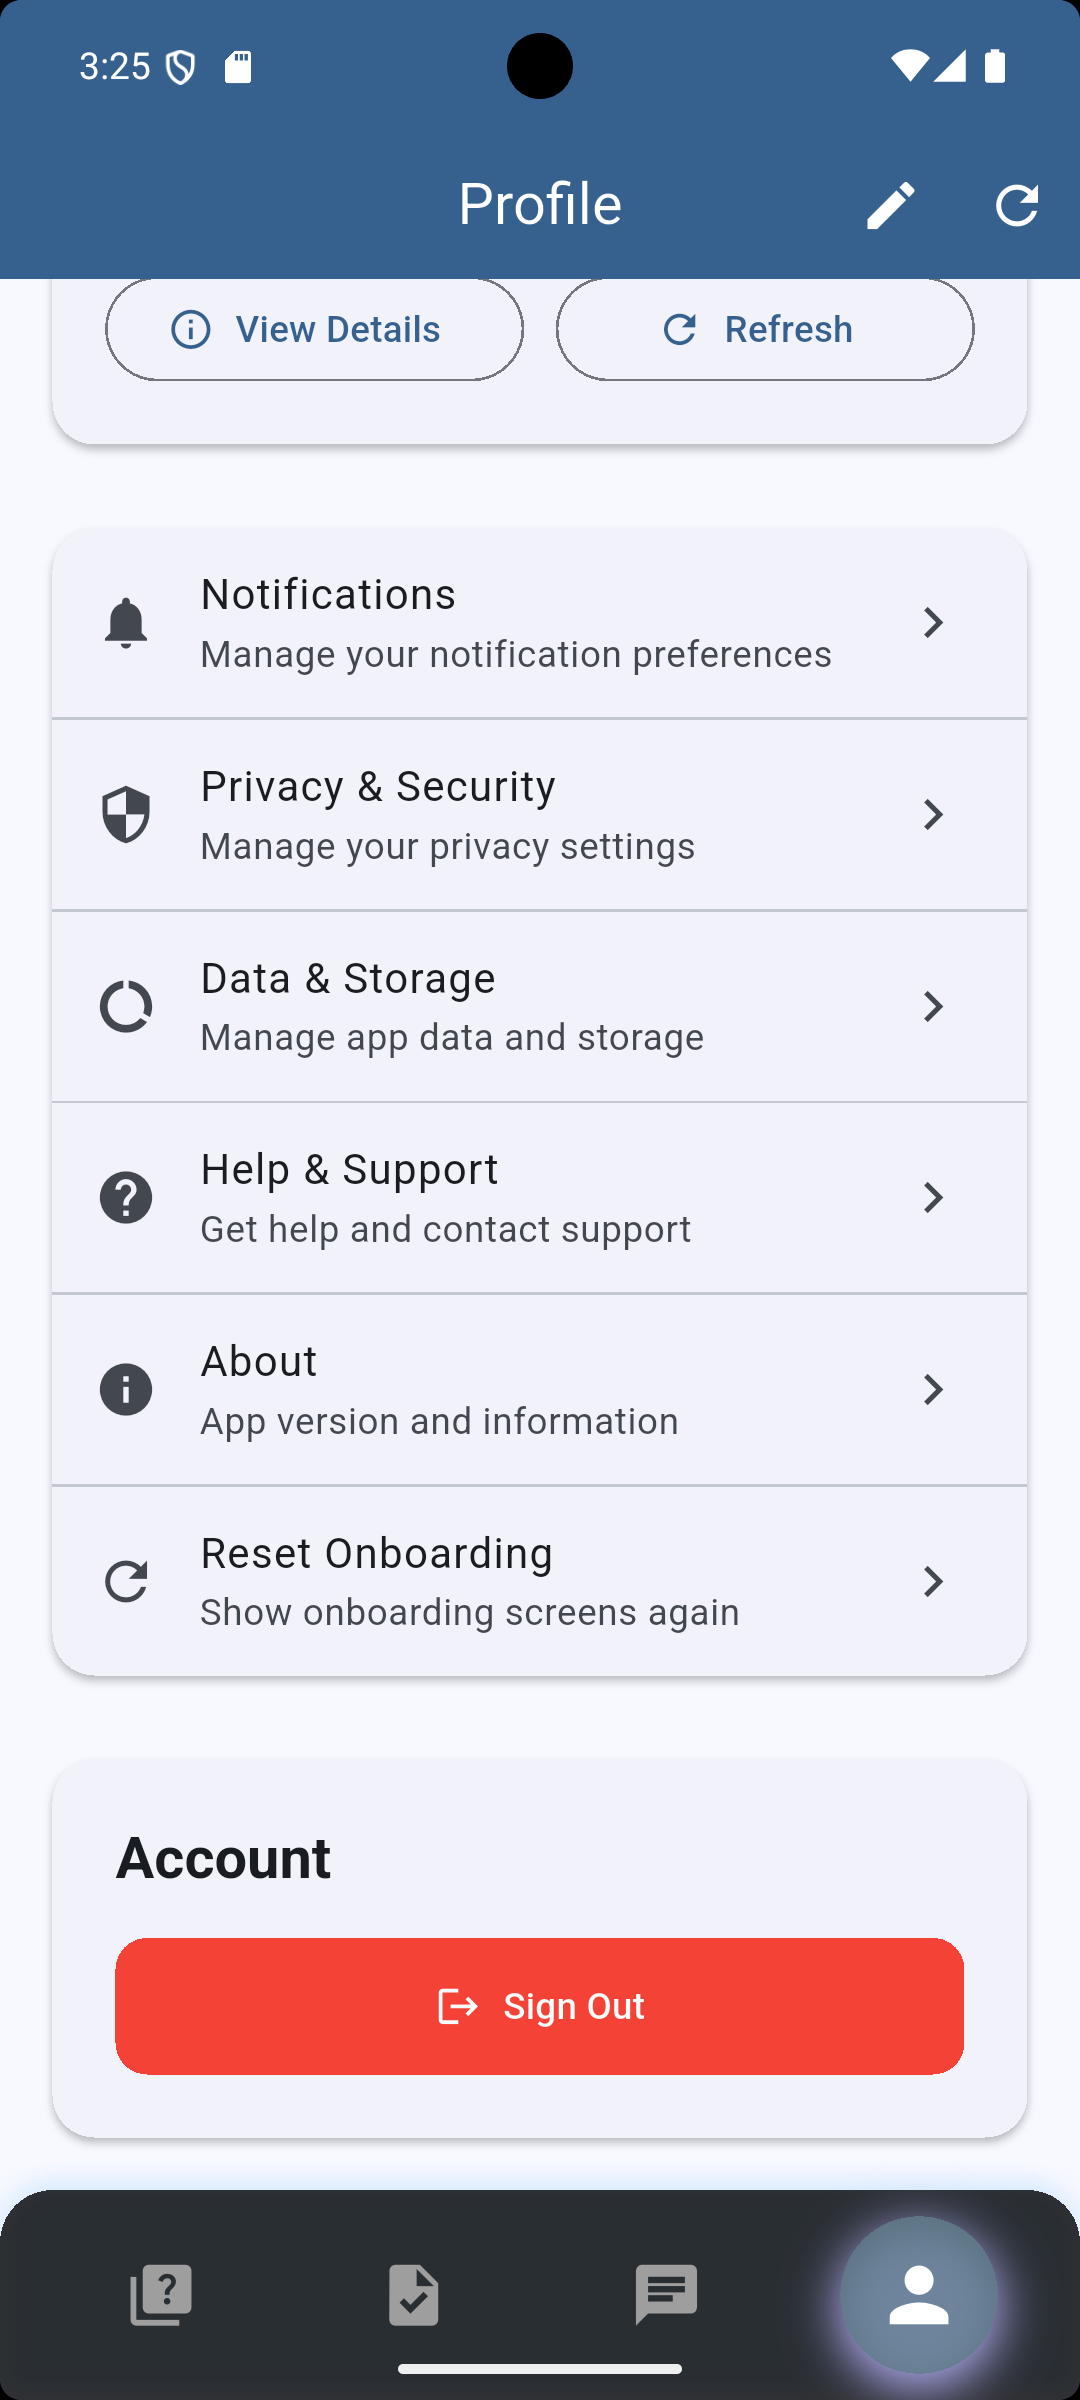 3:25
Profile
View Details
Refresh
Notifications
Manage your notification preferences
Privacy & Security
Manage your privacy settings
Data & Storage
Manage app data and storage
Help & Support
Get help and contact support
About
App version and information
Reset Onboarding
Show onboarding screens again
Account
Sign Out